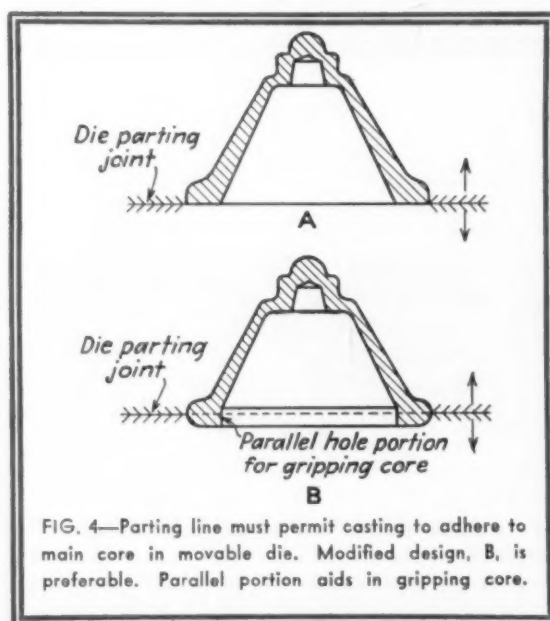 Die parting
joint
A
Die parting
joint
Parallel hole portion
for gripping core
B
FIG. 4—Parting line must permit casting to adhere to
main core in movable die. Modified design, B, is
preferable. Parallel portion aids in gripping core.